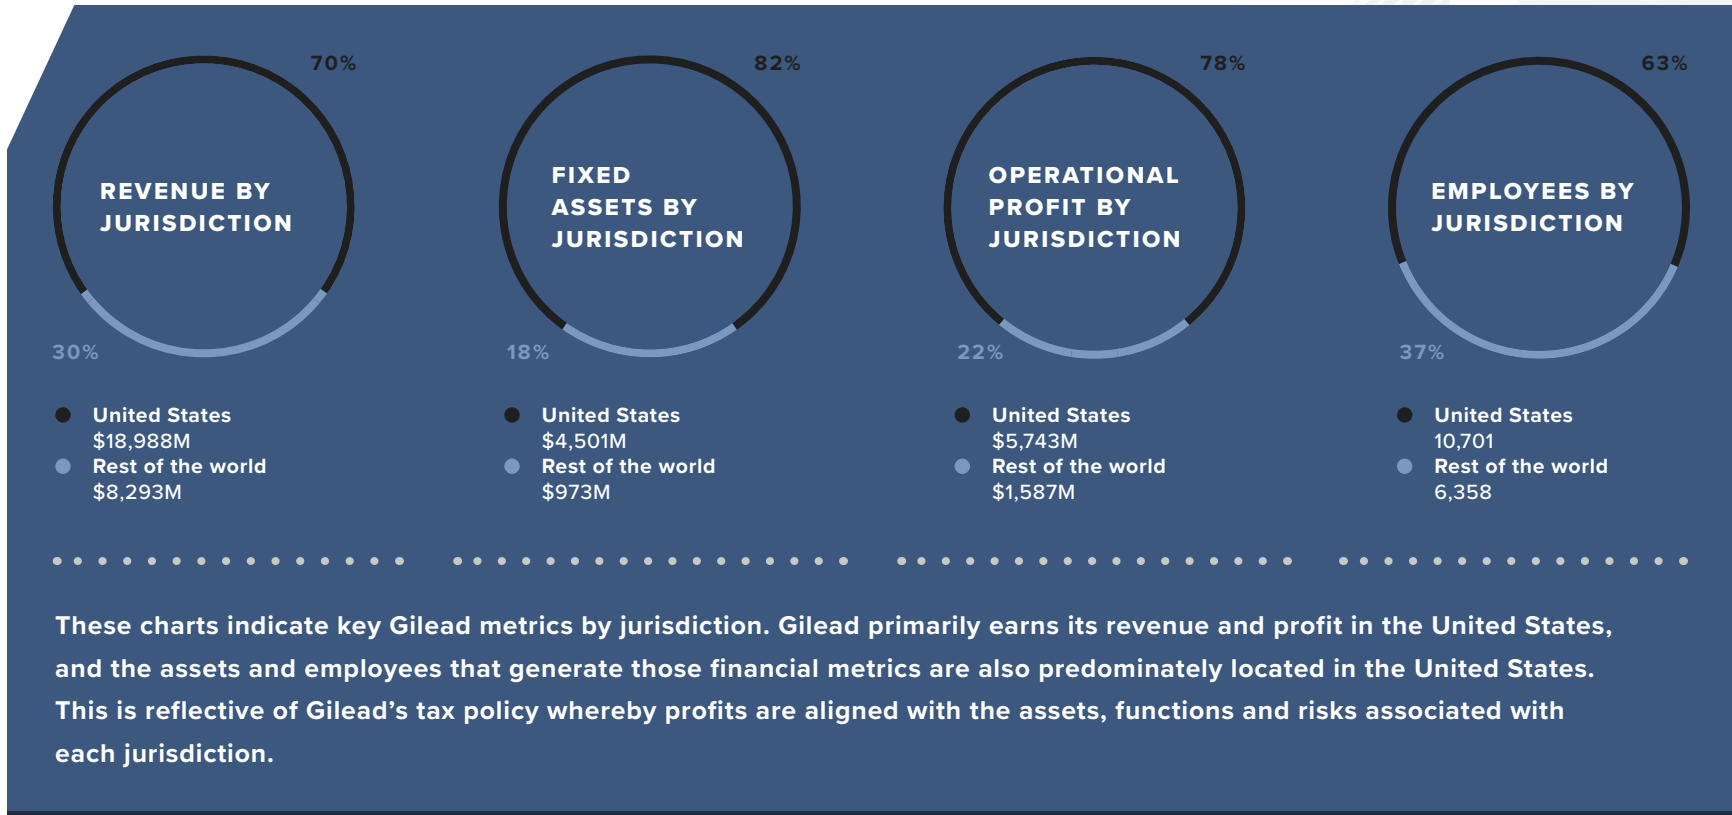 70%
REVENUE BY
JURISDICTION
30%
United States
$18,988M
Rest of the world
$8,293M
82%
FIXED
ASSETS BY
JURISDICTION
18%
United States
$4,501M
Rest of the world
$973M
78%
OPERATIONAL
PROFIT BY
JURISDICTION
22%
United States
$5,743M
Rest of the world
$1,587M
63%
EMPLOYEES BY
JURISDICTION
37%
United States
10,701
Rest of the world
6,358
These charts indicate key Gilead metrics by jurisdiction. Gilead primarily earns its revenue and profit in the United States,
and the assets and employees that generate those financial metrics are also predominately located in the United States.
This is reflective of Gilead’s tax policy whereby profits are aligned with the assets, functions and risks associated with
each jurisdiction.